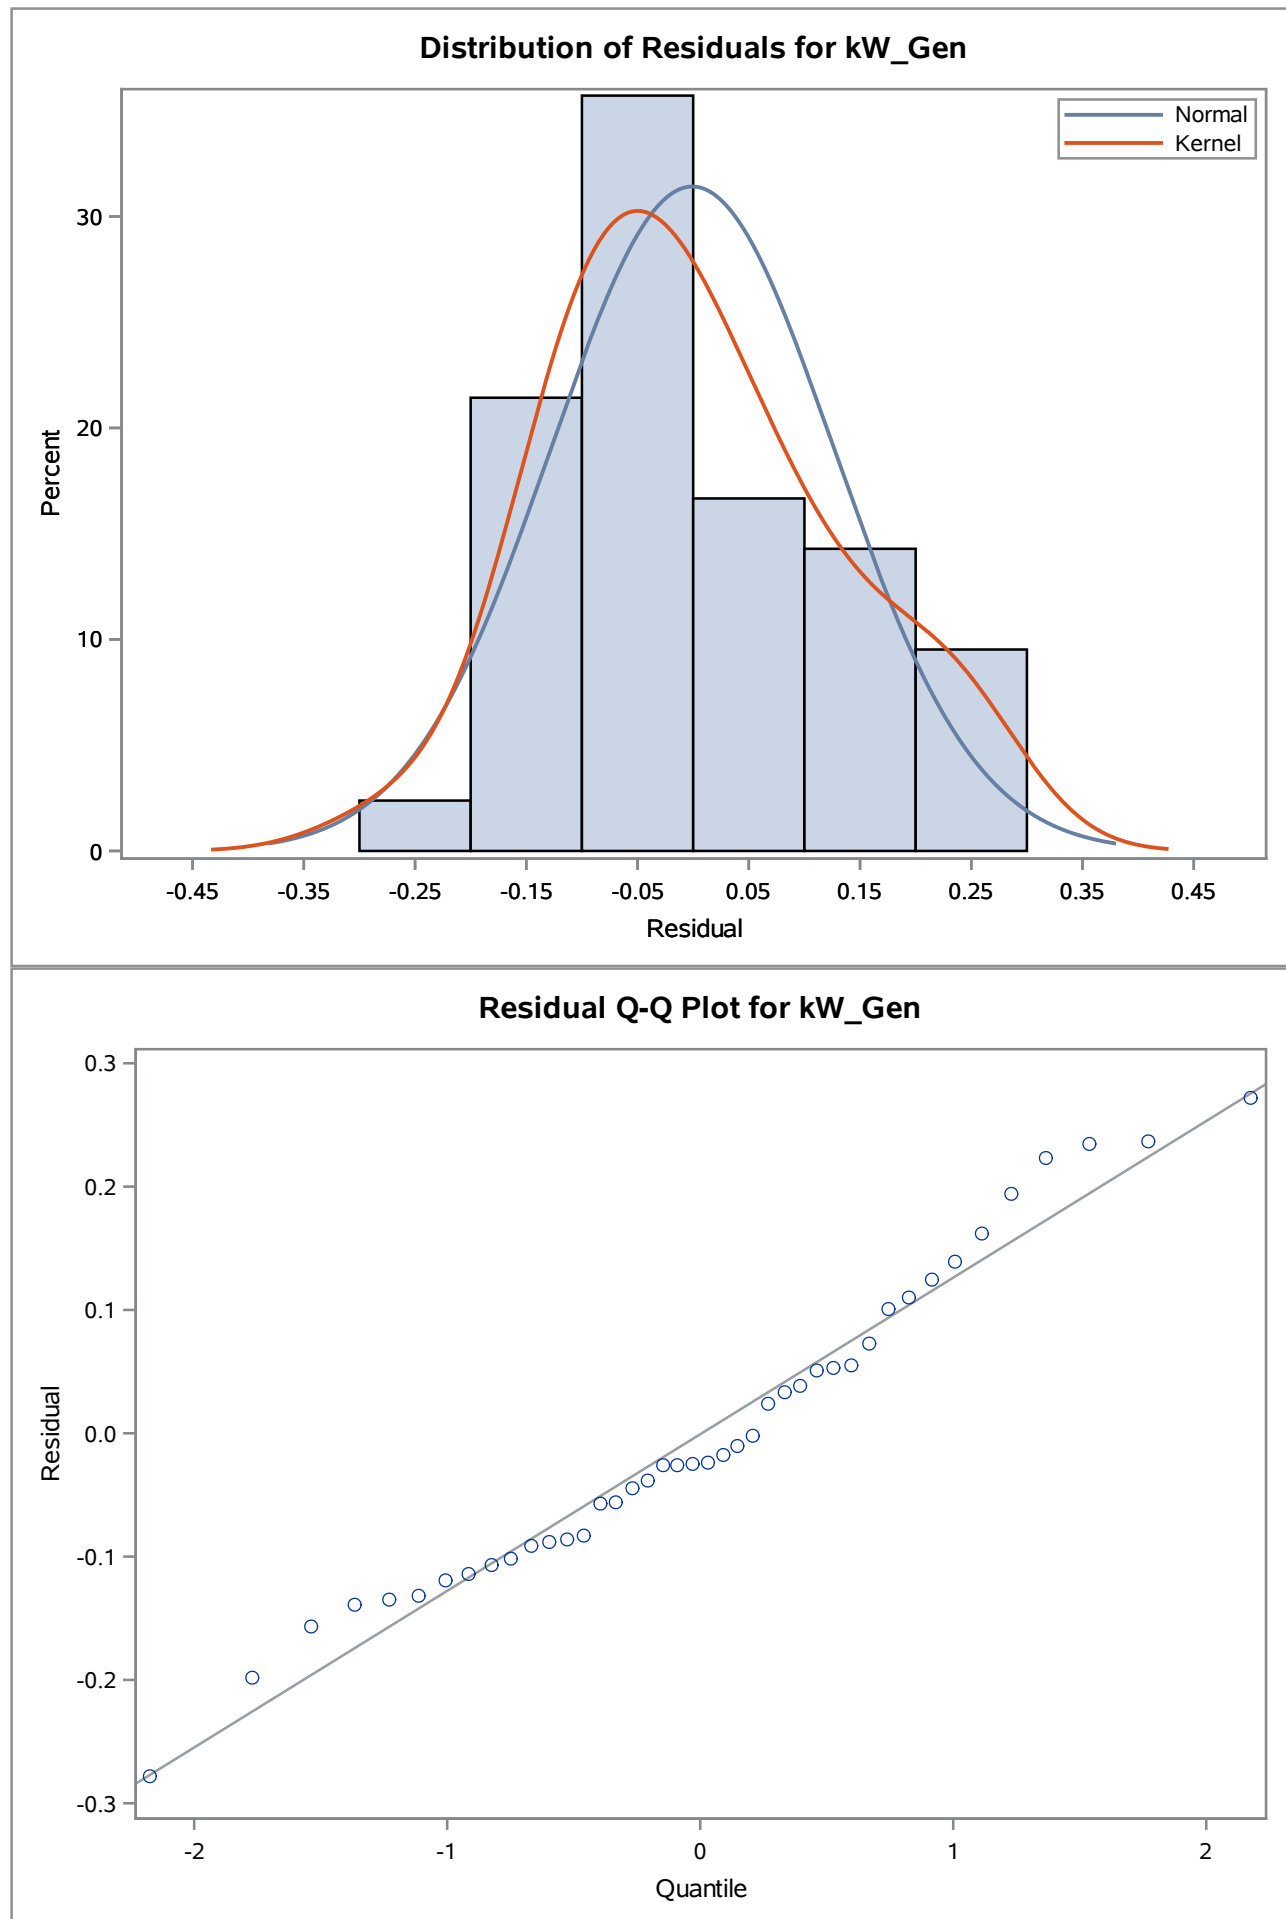 Distribution of Residuals for kW_Gen
Normal
Kernel
30
20
10
0
Percent
-0.45 -0.35 -0.25 -0.15 -0.05 0.05 0.15 0.25 0.35 0.45
Residual
Residual Q-Q Plot for kW_Gen
0.3
0.2
0.1
0.0
-0.1
-0.2
-0.3
Residual
-2 -1 0 1 2
Quantile